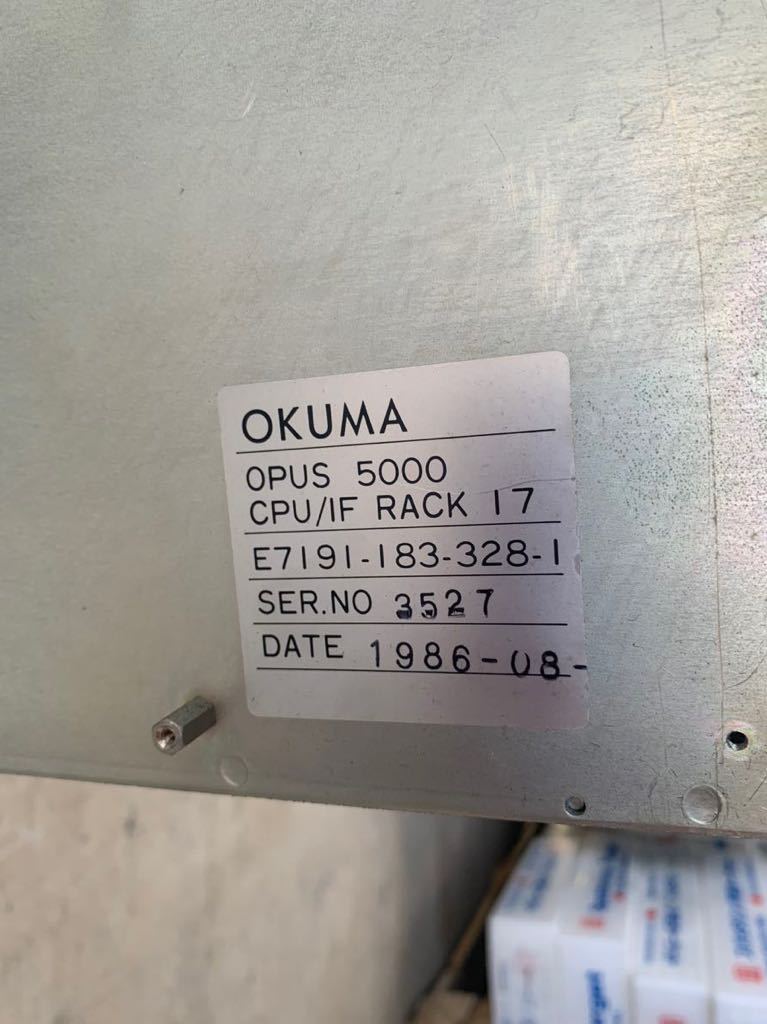 OKUMA
OPUS 5000
CPU/IF RACK 17
E7191-183-328-1
SER.NO 3527
DATE 1986-08-